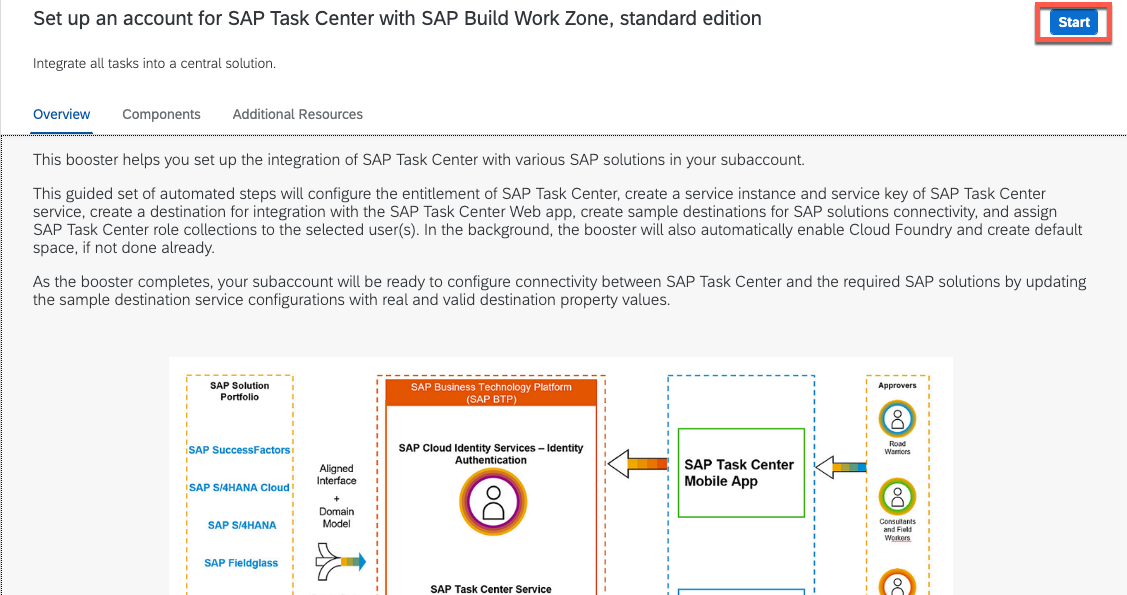 Set up an account for SAP Task Center with SAP Build Work Zone, standard edition
Start
Integrate all tasks into a central solution.
Overview
Components
Additional Resources
This booster helps you set up the integration of SAP Task Center with various SAP solutions in your subaccount.
This guided set of automated steps will configure the entitlement of SAP Task Center, create a service instance and service key of SAP Task Center
service, create a destination for integration with the SAP Task Center Web app, create sample destinations for SAP solutions connectivity, and assign
SAP Task Center role collections to the selected user(s). In the background, the booster will also automatically enable Cloud Foundry and create default
space, if not done already.
As the booster completes, your subaccount will be ready to configure connectivity between SAP Task Center and the required SAP solutions by updating
the sample destination service configurations with real and valid destination property values.
SAP Solution
Portfolio
SAP SuccessFactors
SAP S/4HANA Cloud
SAP S/4HANA
SAP Fieldglass
Aligned
Interface
+
Domain
Model
SAP Business Technology Platform
(SAP BTP)
SAP Cloud Identity Services – Identity
Authentication
SAP Task Center Service
SAP Task Center
Mobile App
Approvers
Road
Warriors
Consultants
and Field
Workers